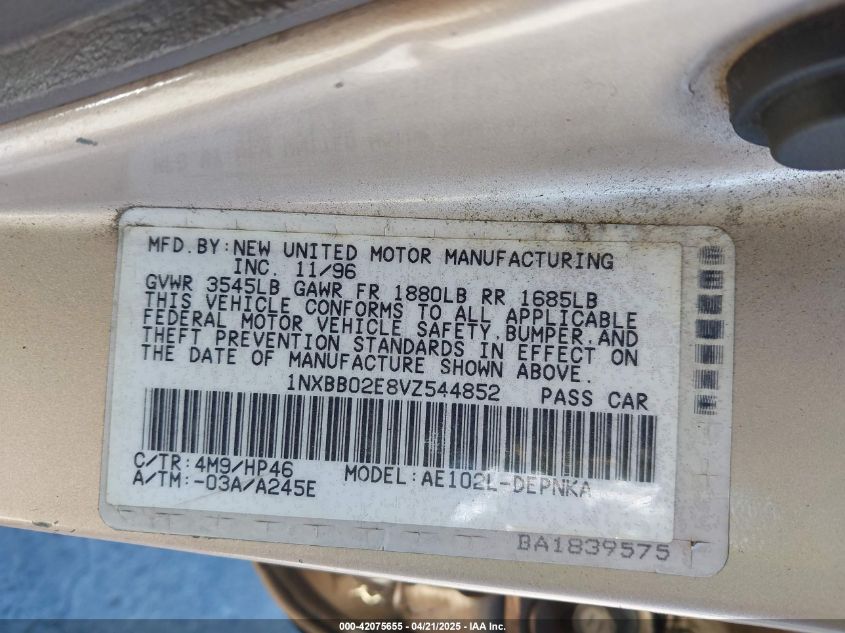 MFD. BY: NEW UNITED MOTOR MANUFACTURING
INC. 11/96
GVWR 3545LB GAWR FR 1880LB RR 1685LB
THIS VEHICLE CONFORMS TO ALL APPLICABLE
FEDERAL MOTOR VEHICLE SAFETY, BUMPER, AND
THEFT PREVENTION STANDARDS IN EFFECT ON
THE DATE OF MANUFACTURE SHOWN ABOVE.
1NXBB02E8VZ544852 PASS CAR
C/TR: 4M9/HP46 MODEL: AE102L-DEPNKA
A/TM: -03A/A245E
BA1839575
000-42075655 - 04/21/2025 - IAA Inc.